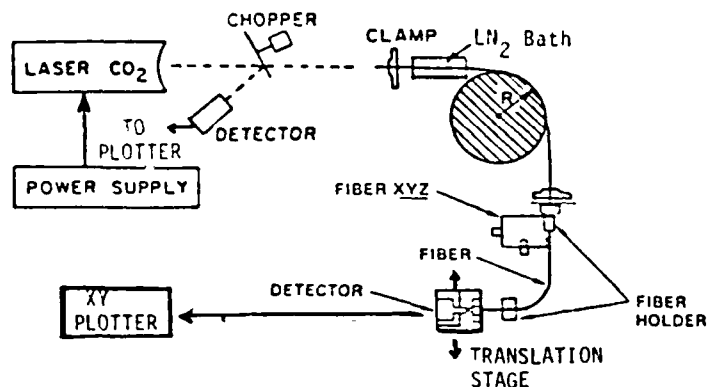 CHOPPER
CLAMP
LN₂ Bath
LASER CO₂
R
TO
PLOTTER
DETECTOR
POWER SUPPLY
FIBER XYZ
FIBER
DETECTOR
XY
PLOTTER
FIBER
HOLDER
TRANSLATION
STAGE